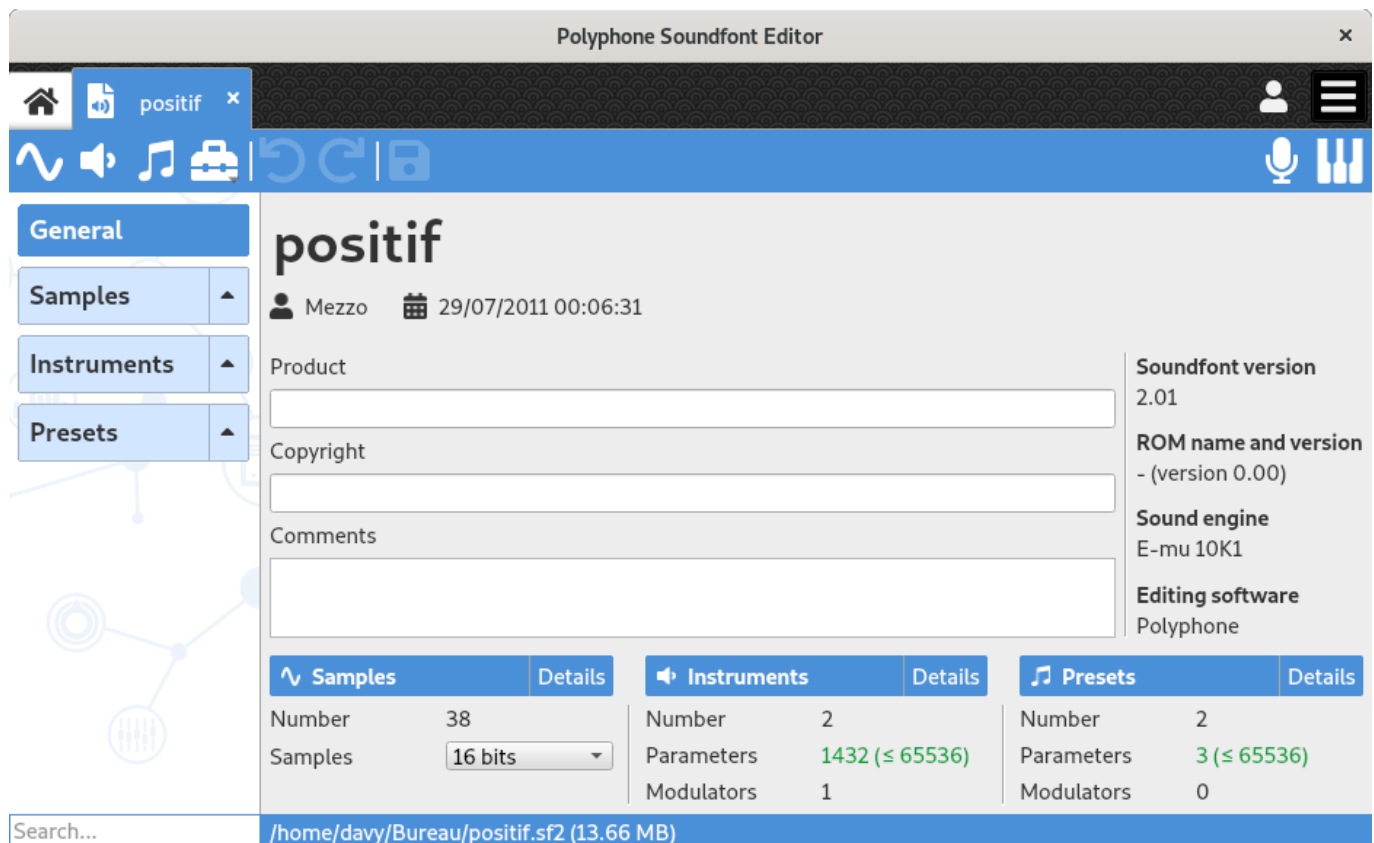 Polyphone Soundfont Editor ×
positif ×
General
Samples
Instruments
Presets
Search...
positif
Mezzo 29/07/2011 00:06:31
Product
Copyright
Comments
Soundfont version
2.01
ROM name and version
- (version 0.00)
Sound engine
E-mu 10K1
Editing software
Polyphone
Samples Details
Number 38
Samples 16 bits
Instruments Details
Number 2
Parameters 1432 (≤ 65536)
Modulators 1
Presets Details
Number 2
Parameters 3 (≤ 65536)
Modulators 0
/home/davy/Bureau/positif.sf2 (13.66 MB)